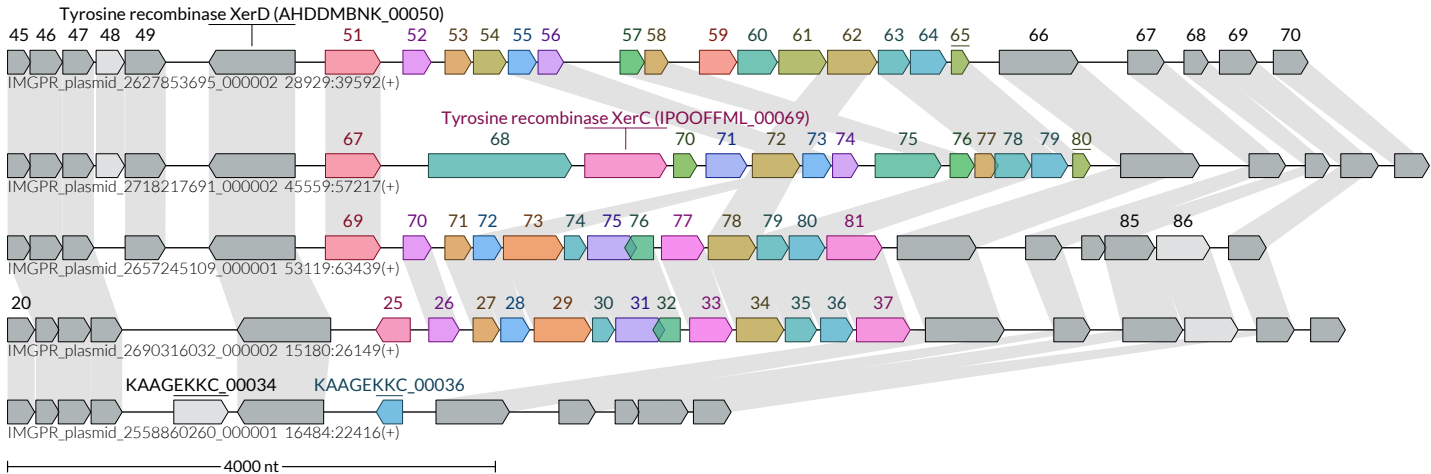 Tyrosine recombinase XerD (AHDDMBNK_00050)
45 46 47 48 49 51 52 53 54 55 56 57 58 59 60 61 62 63 64 65 66 67 68 69 70
IMGPR_plasmid_2627853695_000002 28929:39592(+)
Tyrosine recombinase XerC (IPOOFFML_00069)
67 68 70 71 72 73 74 75 76 77 78 79 80
IMGPR_plasmid_2718217691_000002 45559:57217(+)
69 70 71 72 73 74 75 76 77 78 79 80 81 85 86
IMGPR_plasmid_2657245109_000001 53119:63439(+)
20 25 26 27 28 29 30 31 32 33 34 35 36 37
IMGPR_plasmid_2690316032_000002 15180:26149(+)
KAAGEKKC_00034 KAAGEKKC_00036
IMGPR_plasmid_2558860260_000001 16484:22416(+)
4000 nt